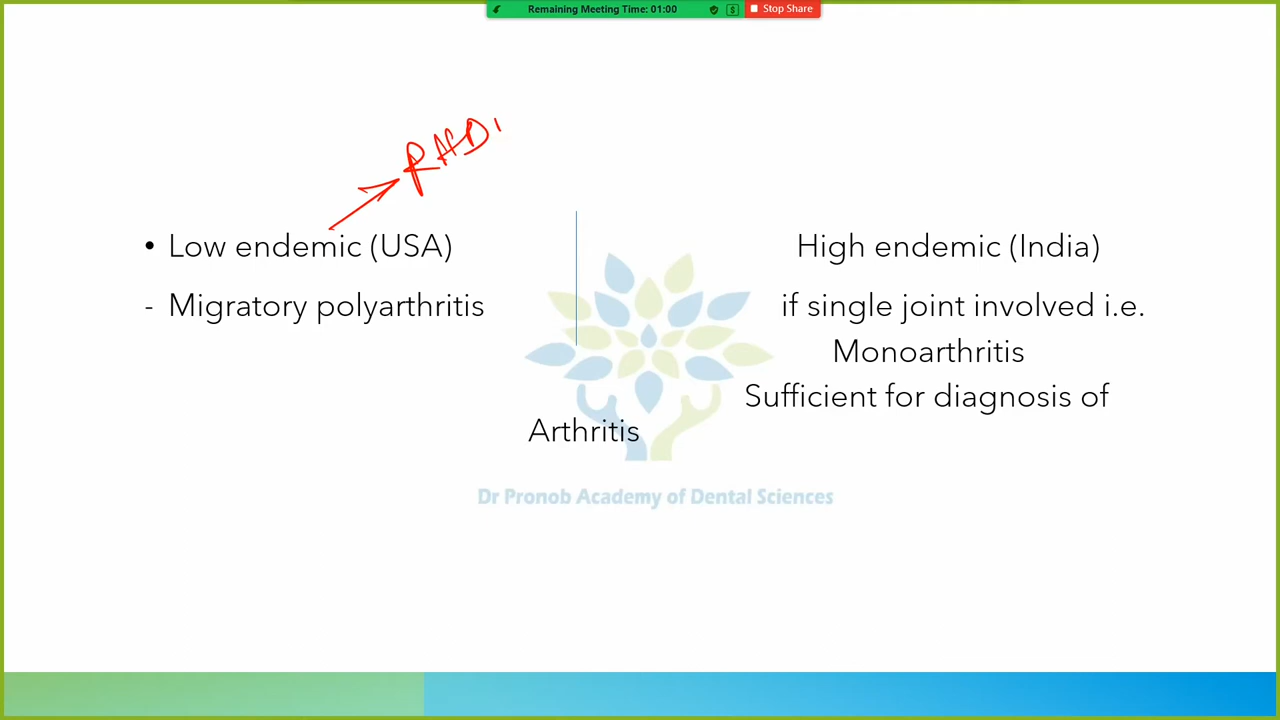 Remaining Meeting Time: 01:00
Stop Share
• Low endemic (USA)
High endemic (India)
- Migratory polyarthritis
if single joint involved i.e.
Monoarthritis
Sufficient for diagnosis of
Arthritis
Dr Pronob Academy of Dental Sciences